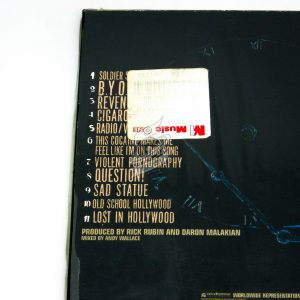 1 SOLDIER S
2 B.Y.O
3 REVEN
4 CIGARO
5 RADIO/V
6 THIS COCAINE MAKES ME
FEEL LIKE I'M ON THIS SONG
7 VIOLENT PORNOGRAPHY
8 QUESTION!
9 SAD STATUE
10 OLD SCHOOL HOLLYWOOD
11 LOST IN HOLLYWOOD
PRODUCED BY RICK RUBIN AND DARON MALAKIAN
MIXED BY ANDY WALLACE
Music
WORLDWIDE REPRESENTATION